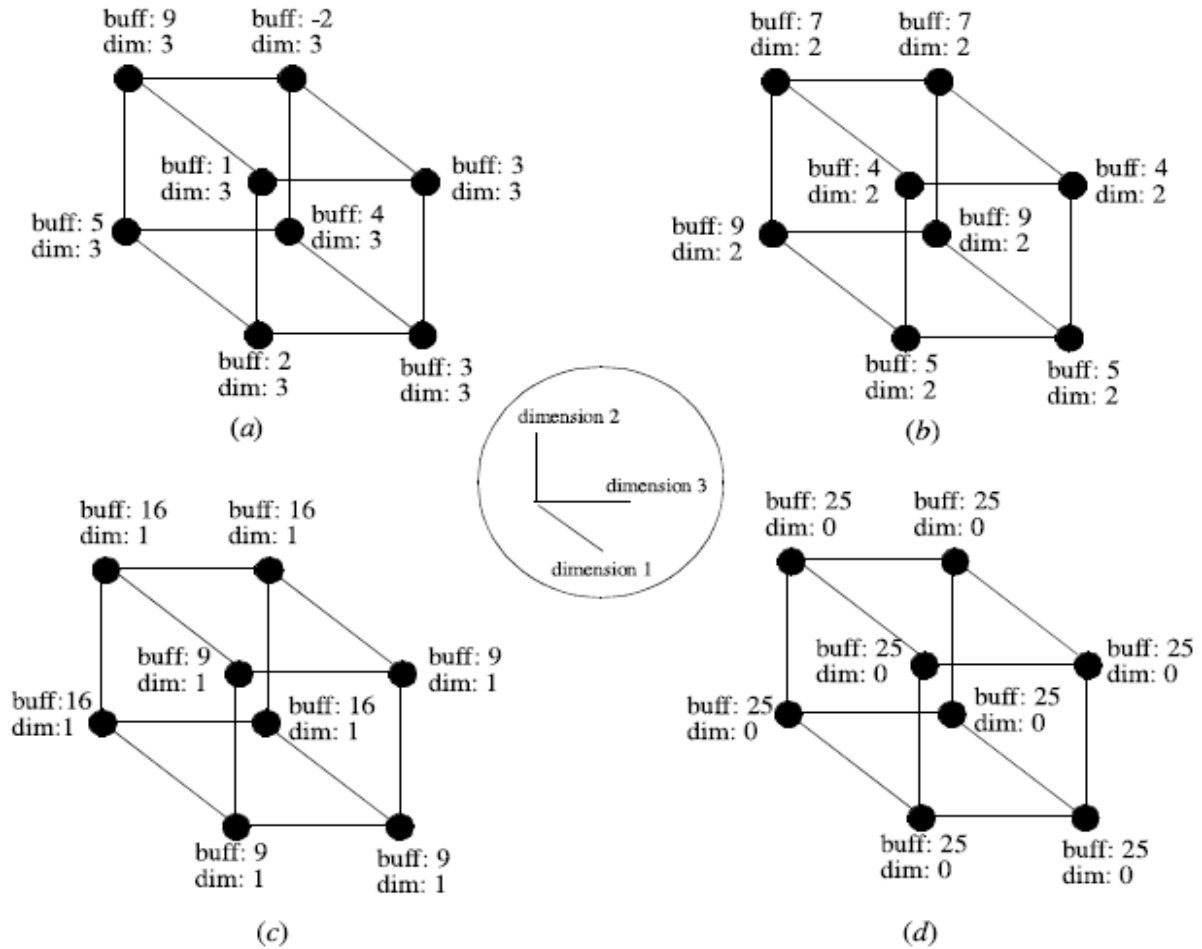 buff: 9
dim: 3
buff: -2
dim: 3
buff: 1
dim: 3
buff: 3
dim: 3
buff: 5
dim: 3
buff: 4
dim: 3
buff: 2
dim: 3
buff: 3
dim: 3
(a)
buff: 7
dim: 2
buff: 7
dim: 2
buff: 4
dim: 2
buff: 4
dim: 2
buff: 9
dim: 2
buff: 9
dim: 2
buff: 5
dim: 2
buff: 5
dim: 2
(b)
dimension 2
dimension 3
dimension 1
buff: 16
dim: 1
buff: 16
dim: 1
buff: 9
dim: 1
buff: 9
dim: 1
buff:16
dim:1
buff: 16
dim: 1
buff: 9
dim: 1
buff: 9
dim: 1
(c)
buff: 25
dim: 0
buff: 25
dim: 0
buff: 25
dim: 0
buff: 25
dim: 0
buff: 25
dim: 0
buff: 25
dim: 0
buff: 25
dim: 0
buff: 25
dim: 0
(d)